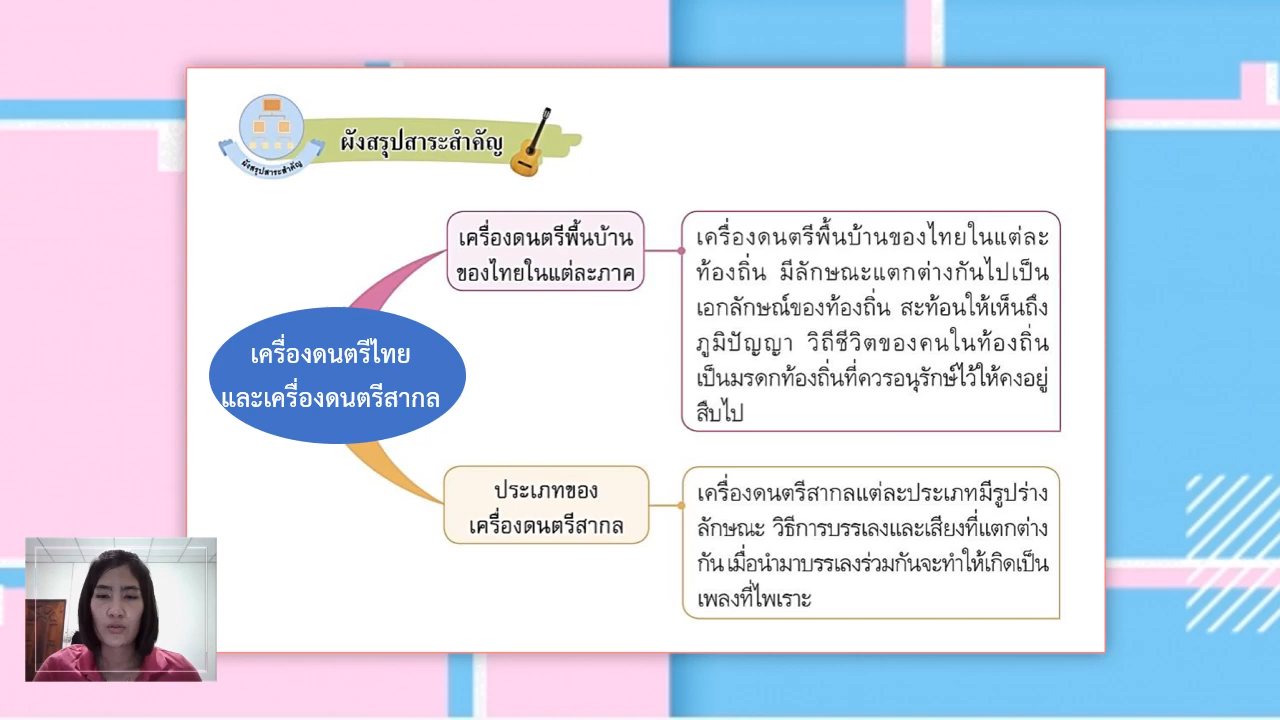 ผังสรุปสาระสำคัญ
ผังสรุปสาระสำคัญ
เครื่องดนตรีไทย
และเครื่องดนตรีสากล
เครื่องดนตรีพื้นบ้าน
ของไทยในแต่ละภาค
เครื่องดนตรีพื้นบ้านของไทยในแต่ละ
ท้องถิ่น มีลักษณะแตกต่างกันไปเป็น
เอกลักษณ์ของท้องถิ่น สะท้อนให้เห็นถึง
ภูมิปัญญา วิถีชีวิตของคนในท้องถิ่น
เป็นมรดกท้องถิ่นที่ควรอนุรักษ์ไว้ให้คงอยู่
สืบไป
ประเภทของ
เครื่องดนตรีสากล
เครื่องดนตรีสากลแต่ละประเภทมีรูปร่าง
ลักษณะ วิธีการบรรเลงและเสียงที่แตกต่าง
กัน เมื่อนำมาบรรเลงร่วมกันจะทำให้เกิดเป็น
เพลงที่ไพเราะ